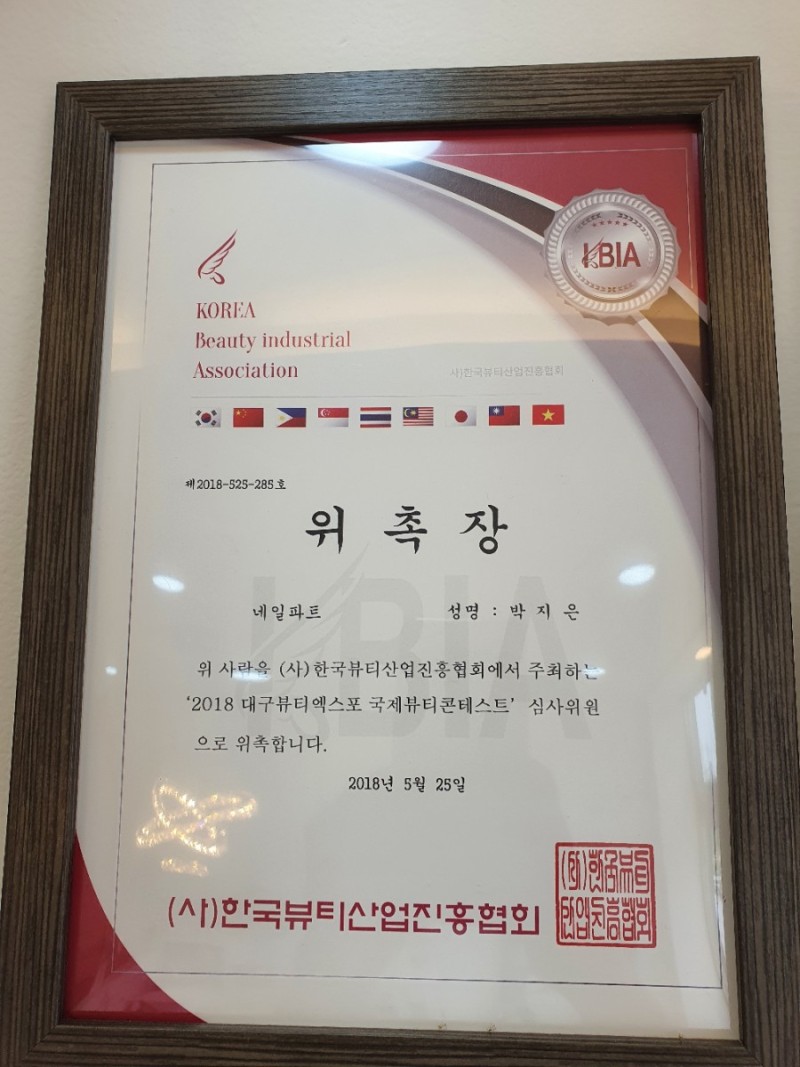 KBIA
KOREA
Beauty industrial
Association
사)한국뷰티산업진흥협회
제2018-525-285호
위 촉 장
네일파트 성명 : 박 지 은
위 사람을 (사)한국뷰티산업진흥협회에서 주최하는
‘2018 대구뷰티엑스포 국제뷰티콘테스트’ 심사위원
으로 위촉합니다.
2018년 5월 25일
(사)한국뷰티산업진흥협회